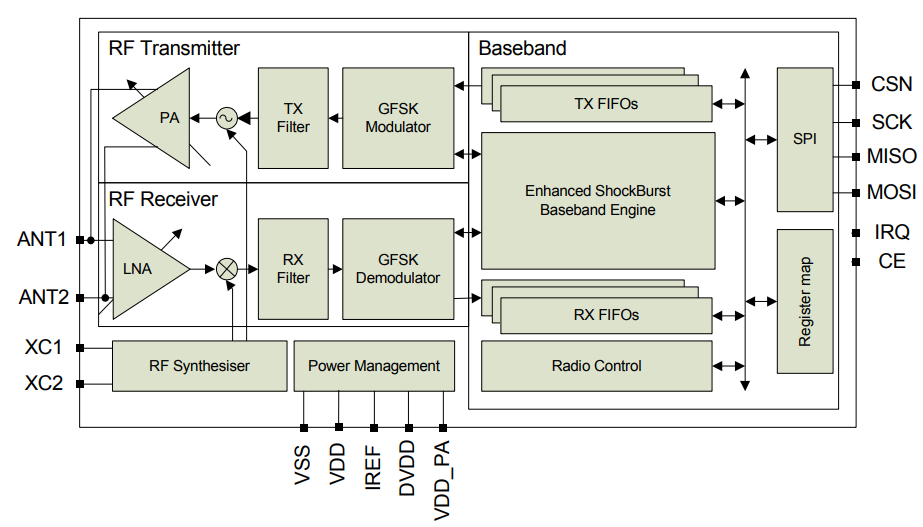 RF Transmitter
Baseband
PA
TX
Filter
GFSK
Modulator
TX FIFOs
SPI
CSN
SCK
MISO
MOSI
Enhanced ShockBurst
Baseband Engine
RF Receiver
ANT1
ANT2
LNA
RX
Filter
GFSK
Demodulator
IRQ
CE
RX FIFOs
Register map
XC1
XC2
RF Synthesiser
Power Management
Radio Control
VSS
VDD
IREF
DVDD
VDD_PA